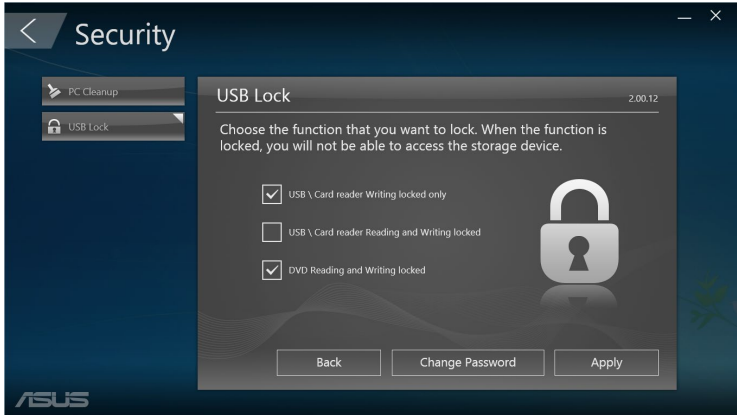 Security
PC Cleanup
USB Lock
USB Lock
2.00.12
Choose the function that you want to lock. When the function is
locked, you will not be able to access the storage device.
USB \ Card reader Writing locked only
USB \ Card reader Reading and Writing locked
DVD Reading and Writing locked
Back
Change Password
Apply
ASUS